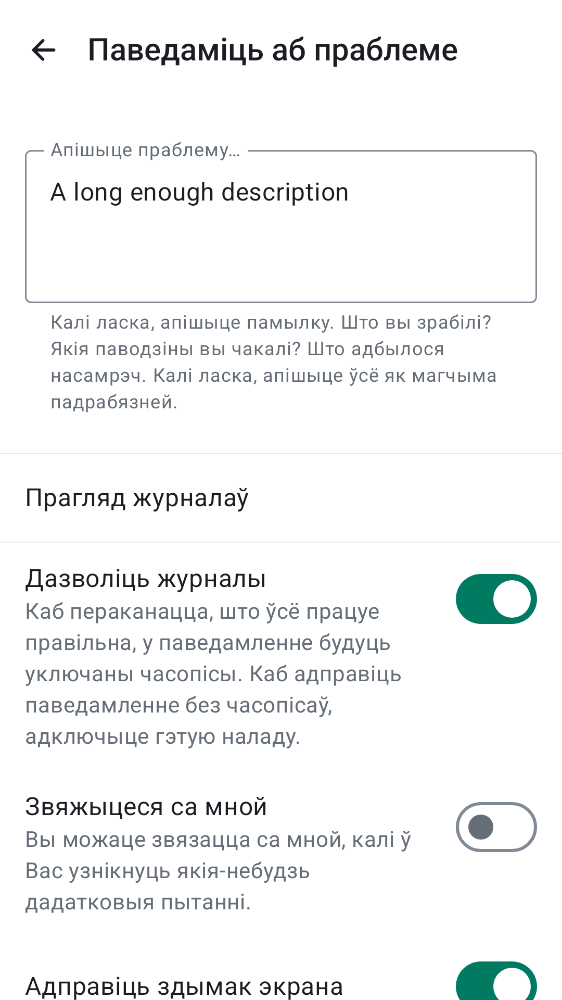 Паведаміць аб праблеме
Апішыце праблему…
A long enough description
Калі ласка, апішыце памылку. Што вы зрабілі?
Якія паводзіны вы чакалі? Што адбылося
насамрэч. Калі ласка, апішыце ўсё як магчыма
падрабязней.
Прагляд журналаў
Дазволіць журналы
Каб пераканацца, што ўсё працуе
правільна, у паведамленне будуць
уключаны часопісы. Каб адправіць
паведамленне без часопісаў,
адключыце гэтую наладу.
Звяжыцеся са мной
Вы можаце звязацца са мной, калі ў
Вас узнікнуць якія-небудзь
дадатковыя пытанні.
Адправіць здымак экрана